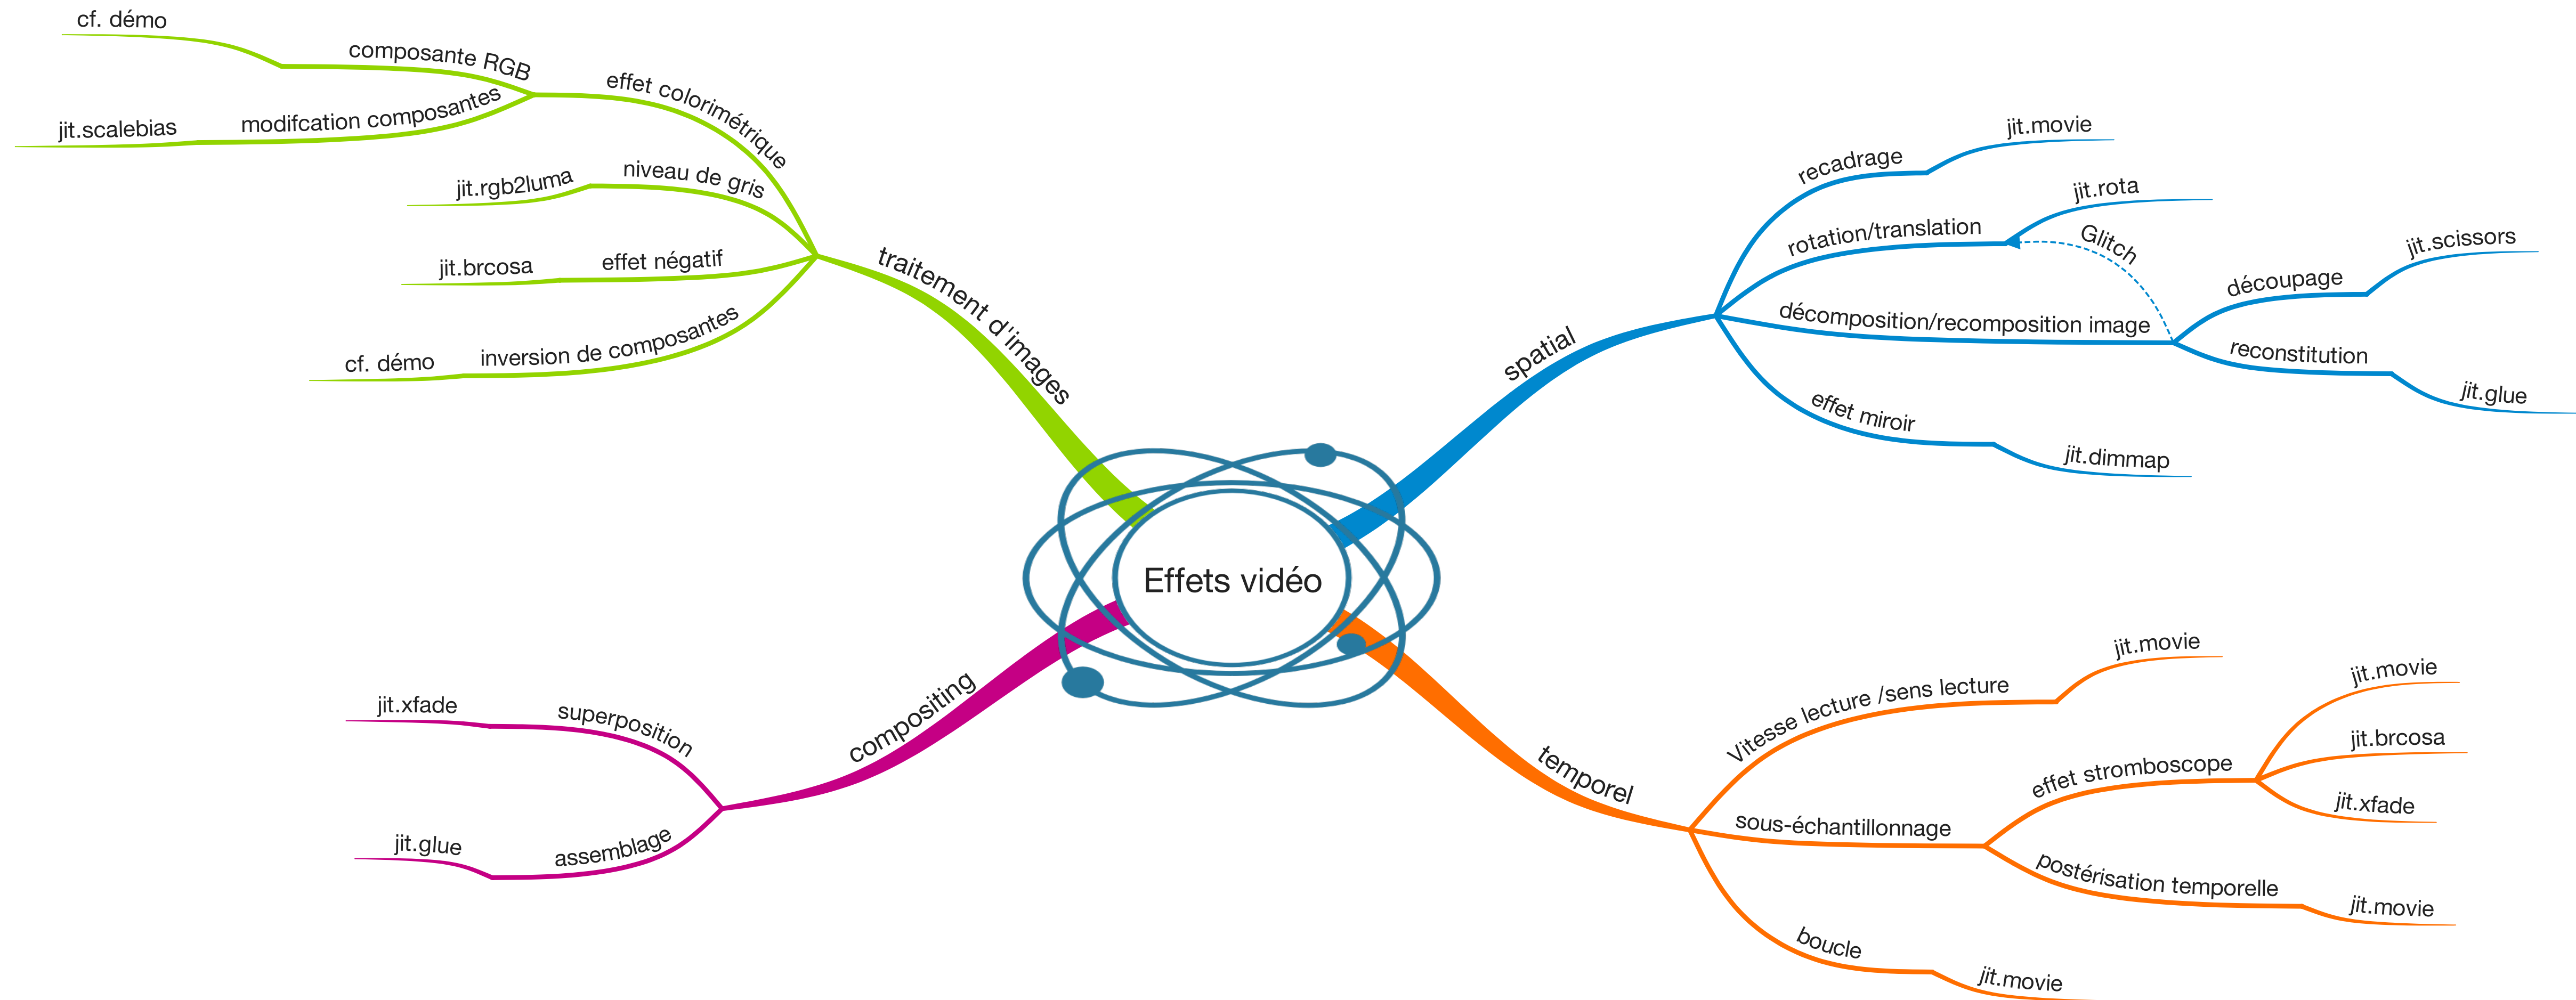 Effets vidéo
traitement d'images
effet colorimétrique
composante RGB
cf. démo
modifcation composantes
jit.scalebias
niveau de gris
jit.rgb2luma
effet négatif
jit.brcosa
inversion de composantes
cf. démo
compositing
superposition
jit.xfade
assemblage
jit.glue
spatial
recadrage
jit.movie
rotation/translation
jit.rota
Glitch
décomposition/recomposition image
découpage
jit.scissors
reconstitution
jit.glue
effet miroir
jit.dimmap
temporel
Vitesse lecture /sens lecture
jit.movie
sous-échantillonnage
effet stromboscope
jit.movie
jit.brcosa
jit.xfade
postérisation temporelle
jit.movie
boucle
jit.movie